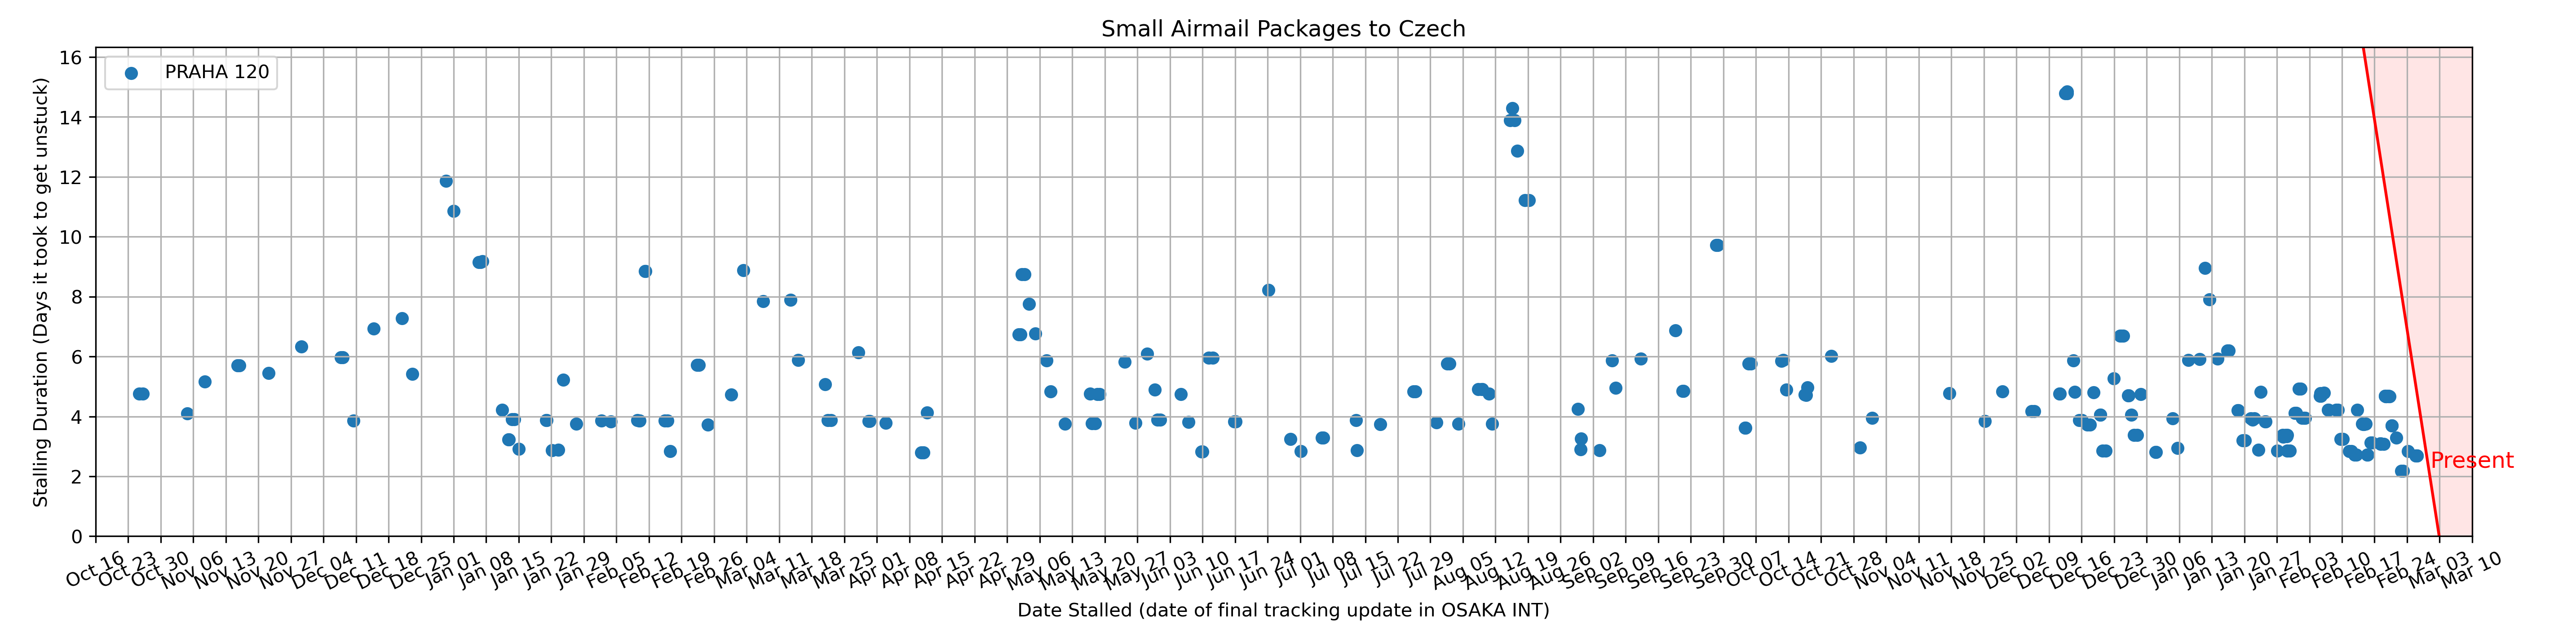 Small Airmail Packages to Czech
PRAHA 120
Stalling Duration (Days it took to get unstuck)
16
14
12
10
8
6
4
2
0
Present
Oct 16 Oct 23 Oct 30 Nov 06 Nov 13 Nov 20 Nov 27 Dec 04 Dec 11 Dec 18 Dec 25 Jan 01 Jan 08 Jan 15 Jan 22 Jan 29 Feb 05 Feb 12 Feb 19 Feb 26 Mar 04 Mar 11 Mar 18 Mar 25 Apr 01 Apr 08 Apr 15 Apr 22 Apr 29 May 06 May 13 May 20 May 27 Jun 03 Jun 10 Jun 17 Jun 24 Jul 01 Jul 08 Jul 15 Jul 22 Jul 29 Aug 05 Aug 12 Aug 19 Aug 26 Sep 02 Sep 09 Sep 16 Sep 23 Sep 30 Oct 07 Oct 14 Oct 21 Oct 28 Nov 04 Nov 11 Nov 18 Nov 25 Dec 02 Dec 09 Dec 16 Dec 23 Dec 30 Jan 06 Jan 13 Jan 20 Jan 27 Feb 03 Feb 10 Feb 17 Feb 24 Mar 03 Mar 10
Date Stalled (date of final tracking update in OSAKA INT)